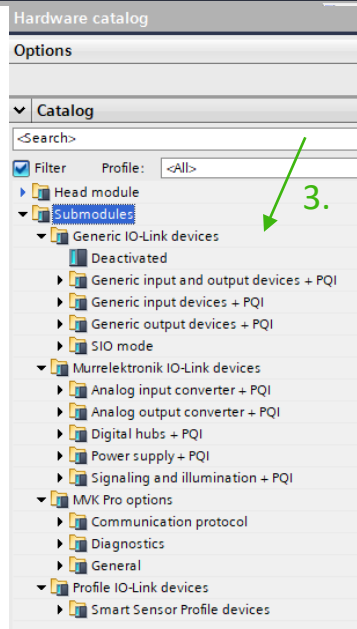 Hardware catalog
Options
Catalog
<Search>
Filter Profile: <All>
3.
Head module
Submodules
Generic IO-Link devices
Deactivated
Generic input and output devices + PQI
Generic input devices + PQI
Generic output devices + PQI
SIO mode
Murrelektronik IO-Link devices
Analog input converter + PQI
Analog output converter + PQI
Digital hubs + PQI
Power supply + PQI
Signaling and illumination + PQI
MVK Pro options
Communication protocol
Diagnostics
General
Profile IO-Link devices
Smart Sensor Profile devices